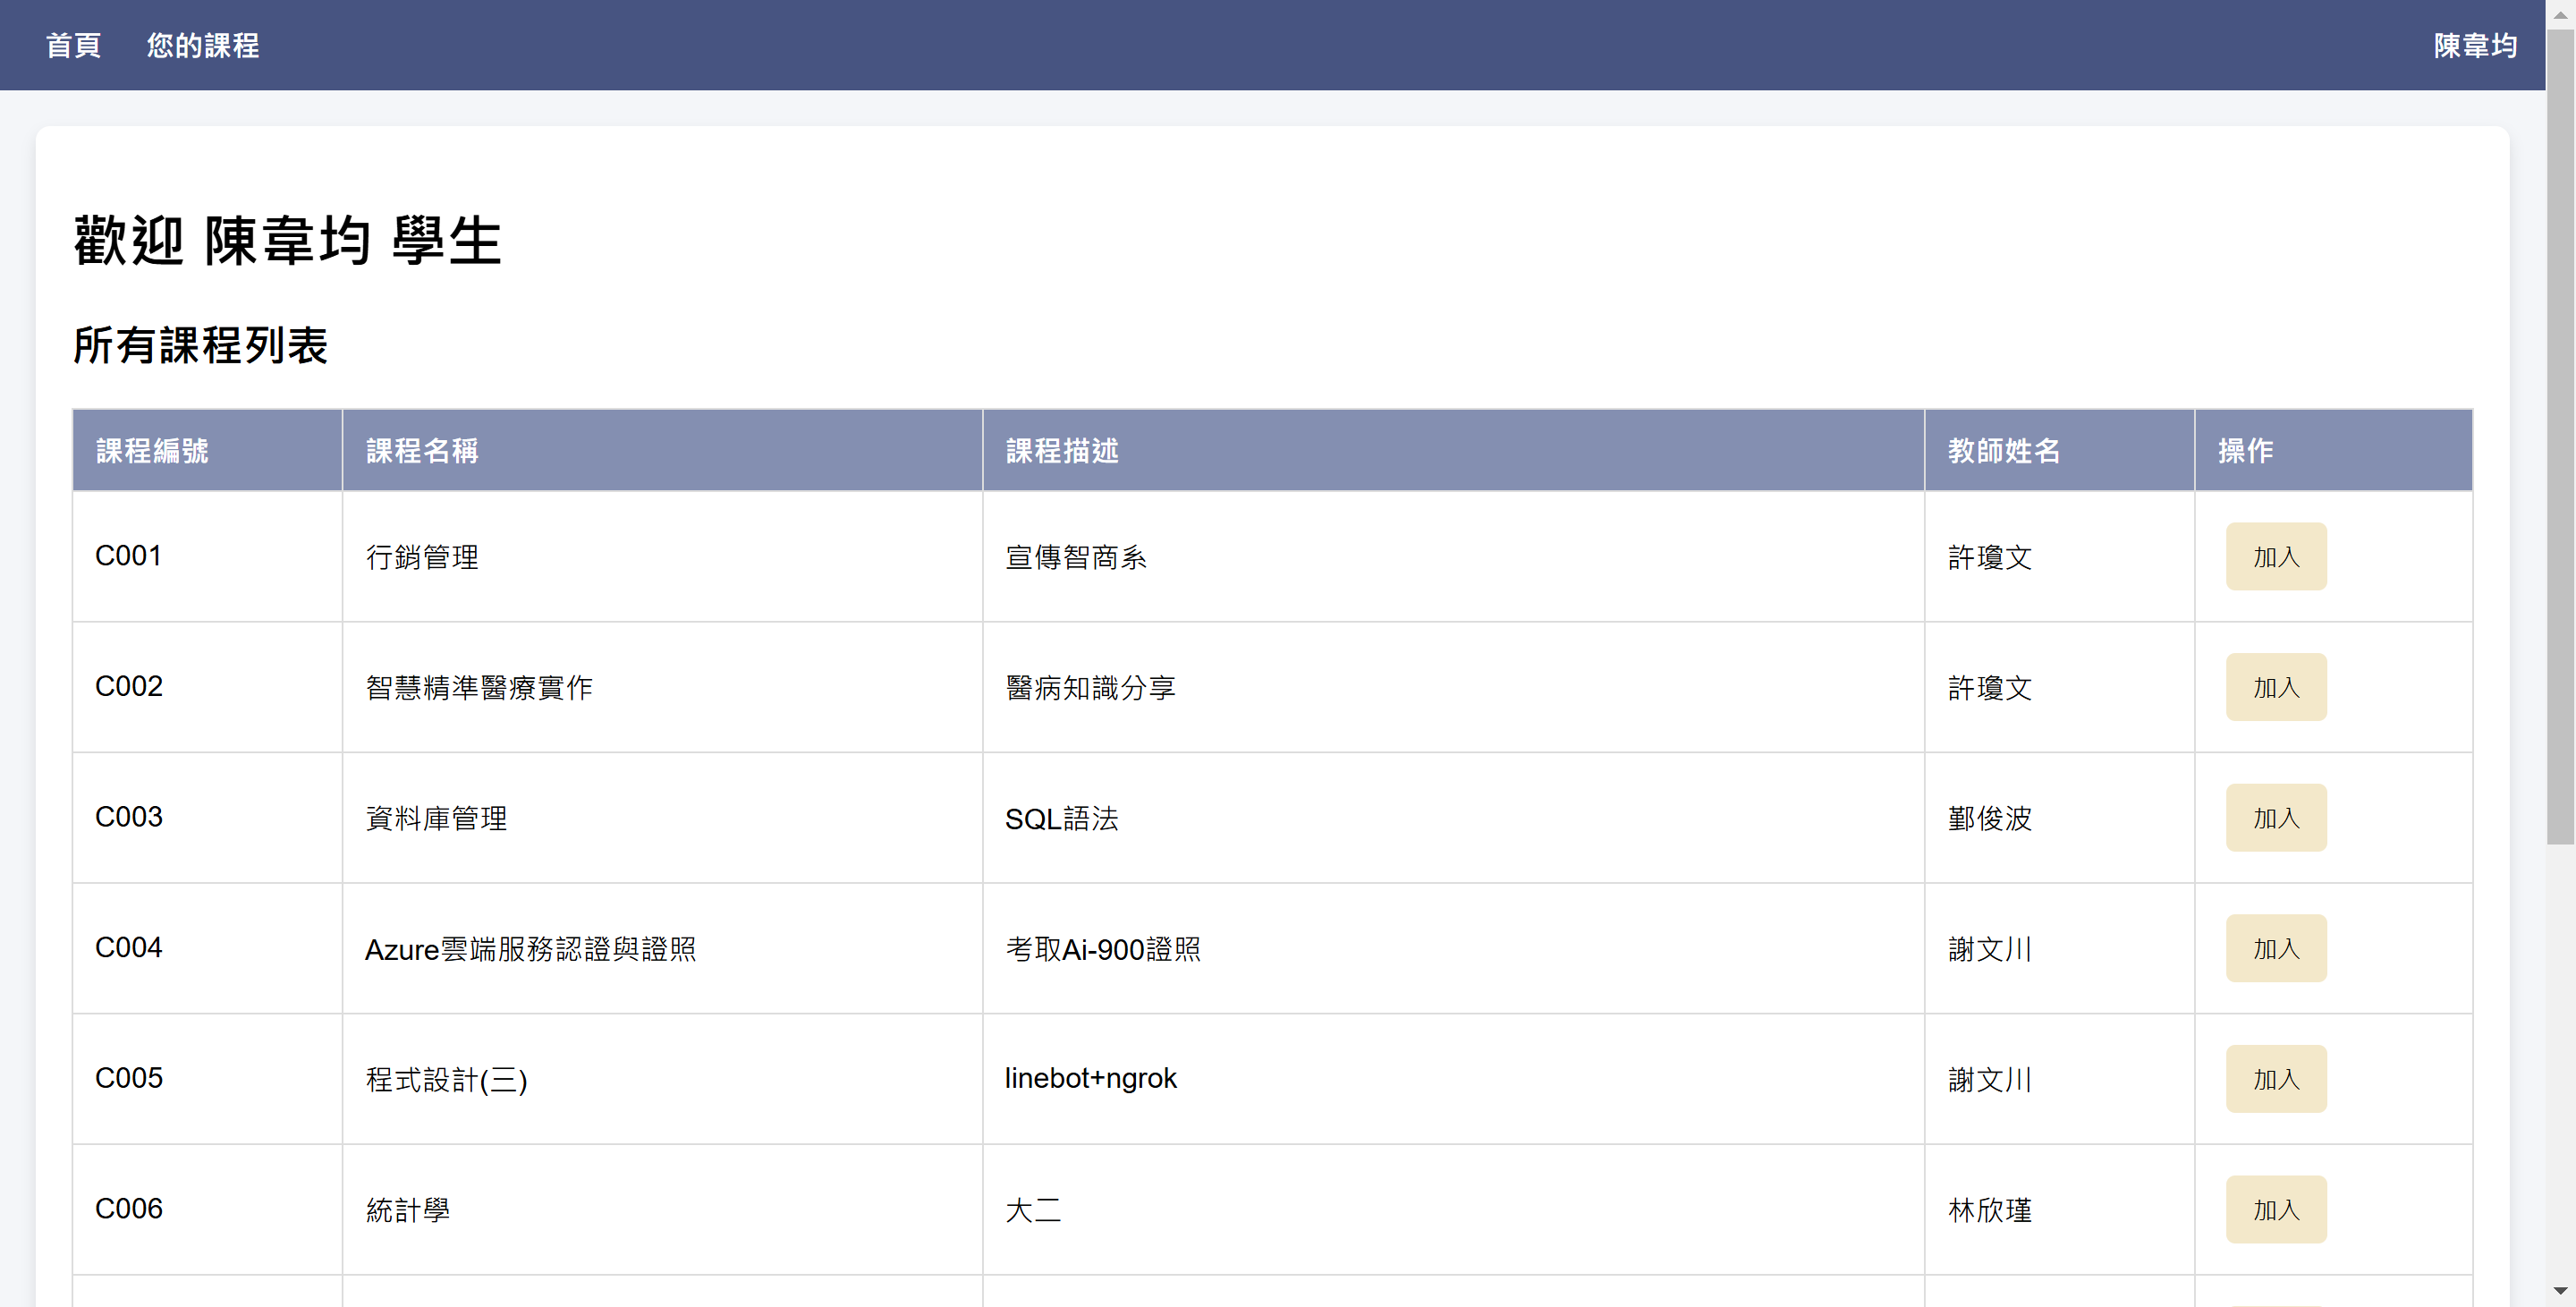 首頁 您的課程 陳韋均
歡迎 陳韋均 學生
所有課程列表
課程編號 課程名稱 課程描述 教師姓名 操作
C001 行銷管理 宣傳智商系 許瓊文 加入
C002 智慧精準醫療實作 醫病知識分享 許瓊文 加入
C003 資料庫管理 SQL語法 鄞俊波 加入
C004 Azure雲端服務認證與證照 考取Ai-900證照 謝文川 加入
C005 程式設計(三) linebot+ngrok 謝文川 加入
C006 統計學 大二 林欣瑾 加入